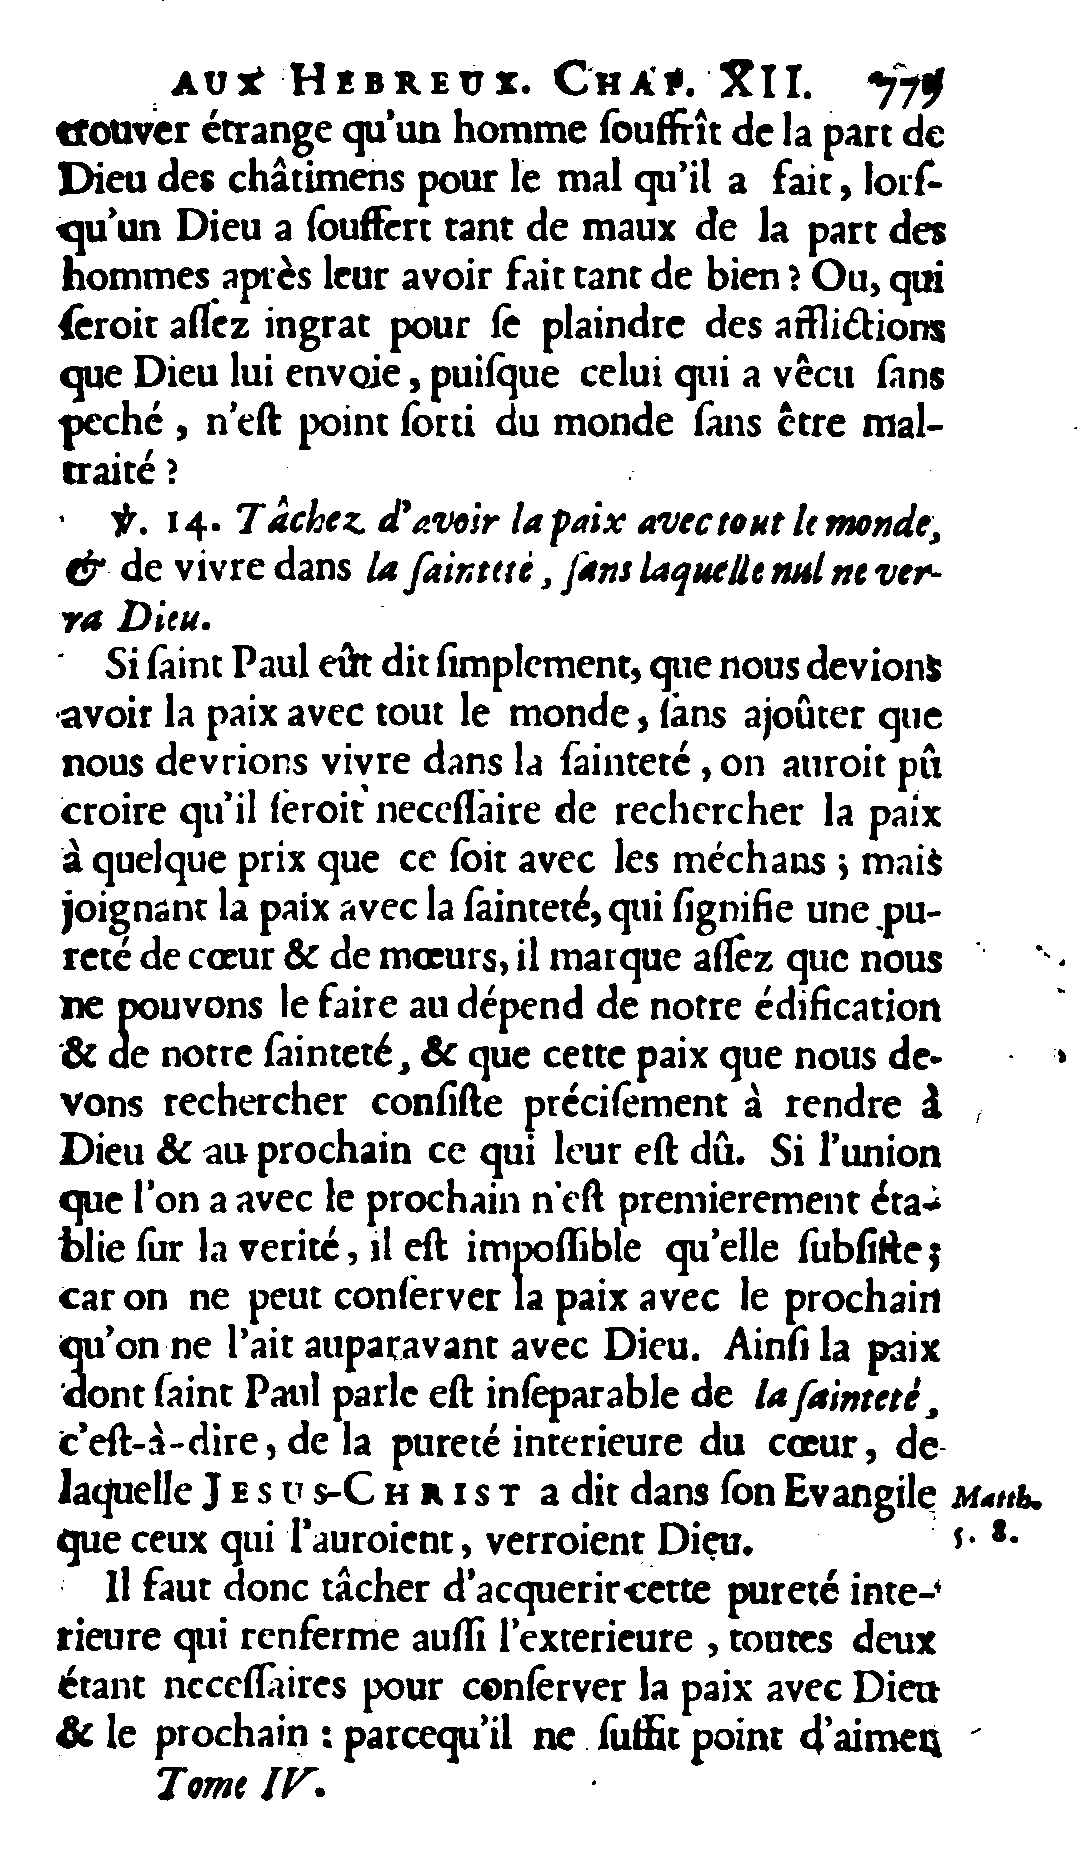 AUX HEBREUX. CHAP. XII. 779
trouver étrange qu'un homme ſouffrît de la part de
Dieu des châtimens pour le mal qu'il a fait, lorſ-
qu'un Dieu a ſouffert tant de maux de la part des
hommes après leur avoir fait tant de bien ? Ou, qui
ſeroit aſſez ingrat pour ſe plaindre des afflictions
que Dieu lui envoie, puiſque celui qui a vêcu ſans
peché, n'eſt point ſorti du monde ſans être mal-
traité ?
℣. 14. Tâchez d'avoir la paix avec tout le monde,
& de vivre dans la ſainteté, ſans laquelle nul ne ver-
ra Dieu.
Si ſaint Paul eût dit ſimplement, que nous devions
avoir la paix avec tout le monde, ſans ajoûter que
nous devrions vivre dans la ſainteté, on auroit pû
croire qu'il ſeroit neceſſaire de rechercher la paix
à quelque prix que ce ſoit avec les méchans ; mais
joignant la paix avec la ſainteté, qui ſignifie une pu-
reté de cœur & de mœurs, il marque aſſez que nous
ne pouvons le faire au dépend de notre édification
& de notre ſainteté, & que cette paix que nous de-
vons rechercher conſiſte préciſement à rendre à
Dieu & au prochain ce qui leur eſt dû. Si l'union
que l'on a avec le prochain n'eſt premierement éta-
blie ſur la verité, il eſt impoſſible qu'elle ſubſiſte ;
car on ne peut conſerver la paix avec le prochain
qu'on ne l'ait auparavant avec Dieu. Ainſi la paix
dont ſaint Paul parle eſt inſeparable de la ſainteté,
c'eſt-à-dire, de la pureté interieure du cœur, de
laquelle JESUS-CHRIST a dit dans ſon Evangile Matth.
que ceux qui l'auroient, verroient Dieu. 5. 8.
Il faut donc tâcher d'acquerir cette pureté inte-
rieure qui renferme auſſi l'exterieure, toutes deux
étant neceſſaires pour conſerver la paix avec Dieu
& le prochain : parcequ'il ne ſuffit point d'aimer
Tome IV.